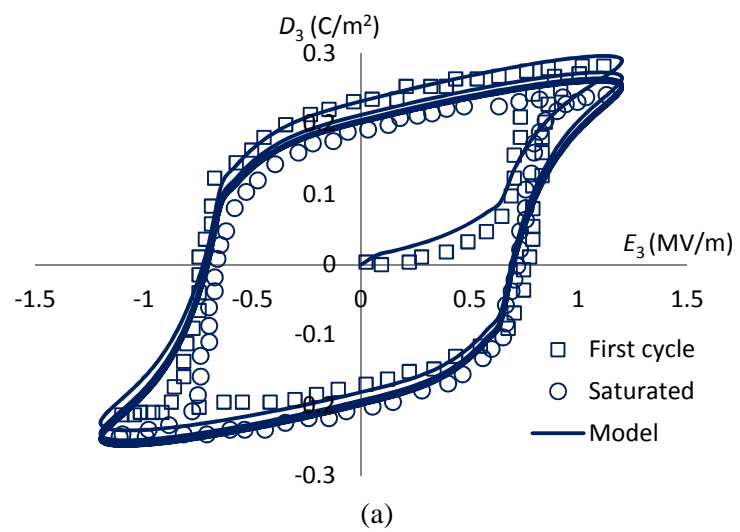 D₃ (C/m²)
0.3
0.2
0.1
E₃ (MV/m)
0
-1.5
-1
-0.5
0
0.5
1
1.5
-0.1
First cycle
Saturated
-0.2
Model
-0.3
(a)